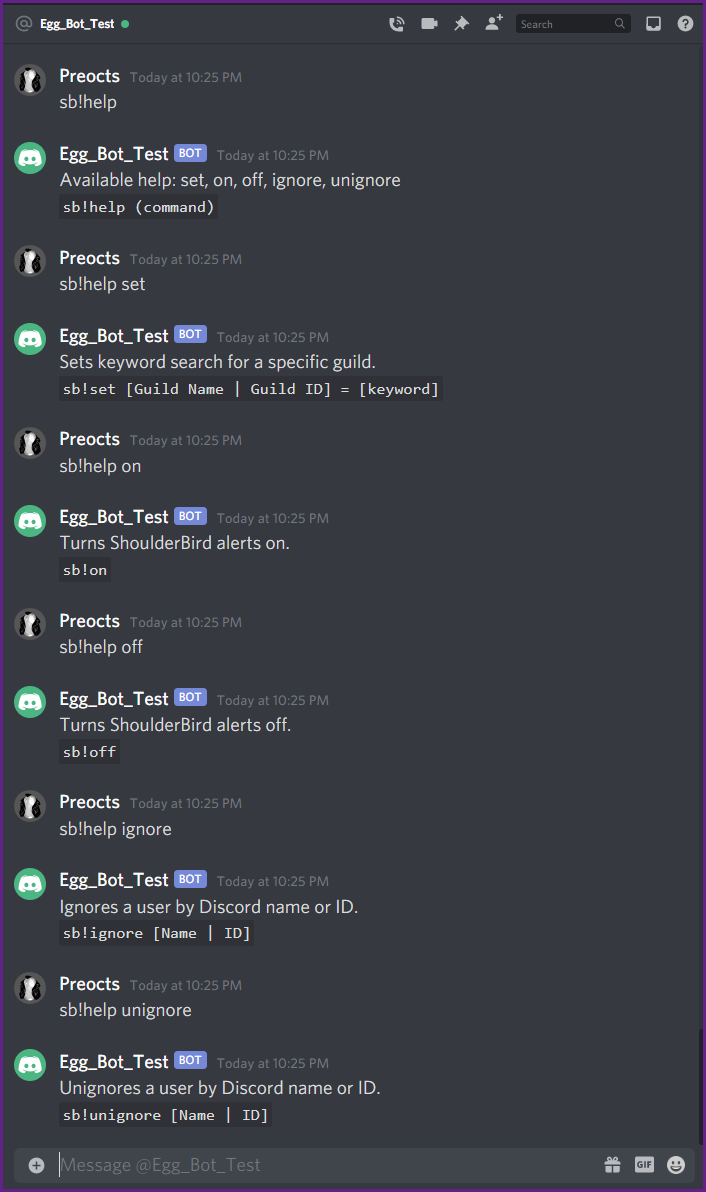 @ Egg_Bot_Test
Search
Preocts Today at 10:25 PM
sb!help
Egg_Bot_Test BOT Today at 10:25 PM
Available help: set, on, off, ignore, unignore
sb!help (command)
Preocts Today at 10:25 PM
sb!help set
Egg_Bot_Test BOT Today at 10:25 PM
Sets keyword search for a specific guild.
sb!set [Guild Name | Guild ID] = [keyword]
Preocts Today at 10:25 PM
sb!help on
Egg_Bot_Test BOT Today at 10:25 PM
Turns ShoulderBird alerts on.
sb!on
Preocts Today at 10:25 PM
sb!help off
Egg_Bot_Test BOT Today at 10:25 PM
Turns ShoulderBird alerts off.
sb!off
Preocts Today at 10:25 PM
sb!help ignore
Egg_Bot_Test BOT Today at 10:25 PM
Ignores a user by Discord name or ID.
sb!ignore [Name | ID]
Preocts Today at 10:25 PM
sb!help unignore
Egg_Bot_Test BOT Today at 10:25 PM
Unignores a user by Discord name or ID.
sb!unignore [Name | ID]
Message @Egg_Bot_Test
GIF